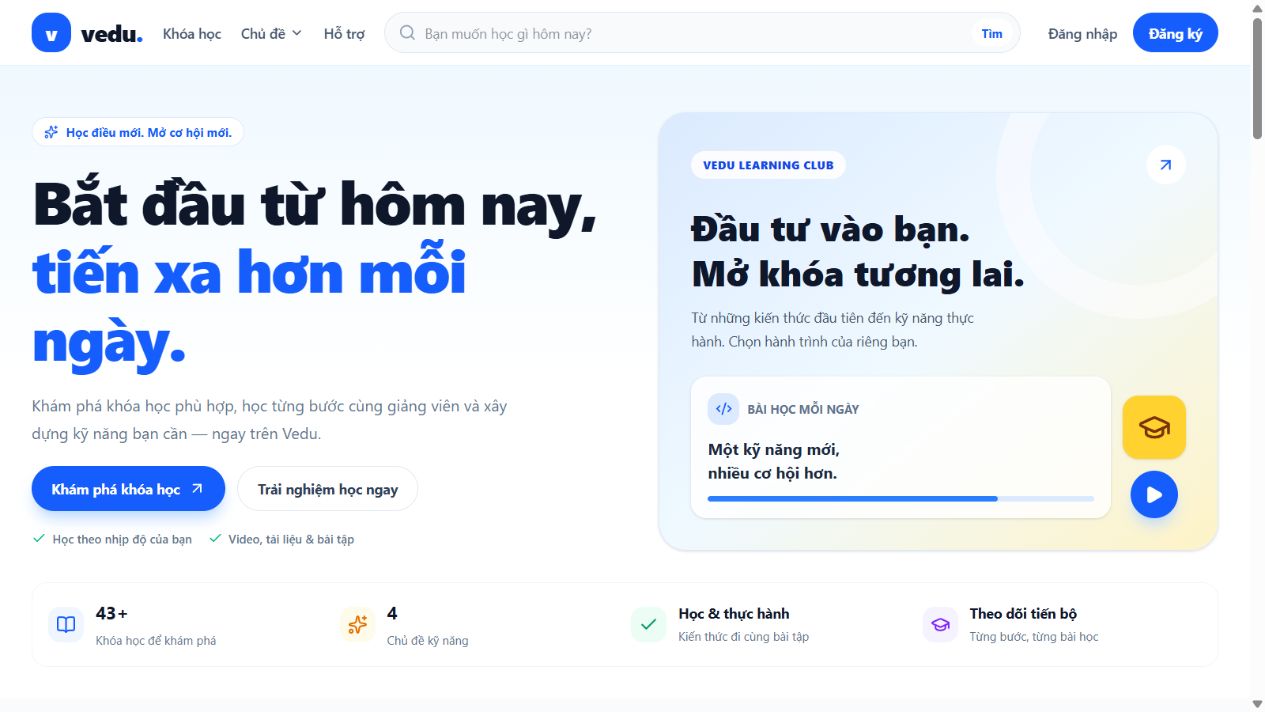 v vedu.
Khóa học
Chủ đề
Hỗ trợ
Bạn muốn học gì hôm nay?
Tìm
Đăng nhập
Đăng ký
Học điều mới. Mở cơ hội mới.
Bắt đầu từ hôm nay,
tiến xa hơn mỗi
ngày.
Khám phá khóa học phù hợp, học từng bước cùng giảng viên và xây
dựng kỹ năng bạn cần — ngay trên Vedu.
Khám phá khóa học
Trải nghiệm học ngay
Học theo nhịp độ của bạn
Video, tài liệu & bài tập
VEDU LEARNING CLUB
Đầu tư vào bạn.
Mở khóa tương lai.
Từ những kiến thức đầu tiên đến kỹ năng thực
hành. Chọn hành trình của riêng bạn.
BÀI HỌC MỖI NGÀY
Một kỹ năng mới,
nhiều cơ hội hơn.
43+
Khóa học để khám phá
4
Chủ đề kỹ năng
Học & thực hành
Kiến thức đi cùng bài tập
Theo dõi tiến bộ
Từng bước, từng bài học